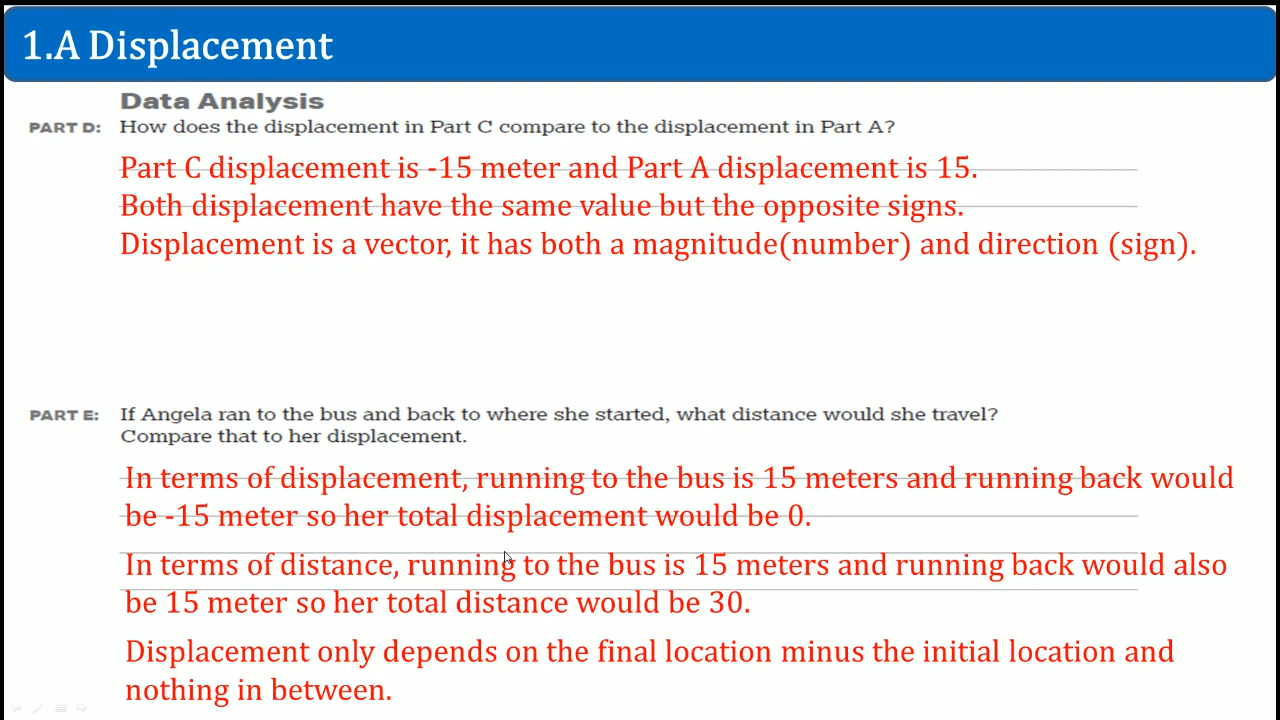 1.A Displacement
Data Analysis
PART D: How does the displacement in Part C compare to the displacement in Part A?
Part C displacement is -15 meter and Part A displacement is 15.
Both displacement have the same value but the opposite signs.
Displacement is a vector, it has both a magnitude(number) and direction (sign).
PART E: If Angela ran to the bus and back to where she started, what distance would she travel?
Compare that to her displacement.
In terms of displacement, running to the bus is 15 meters and running back would
be -15 meter so her total displacement would be 0.
In terms of distance, running to the bus is 15 meters and running back would also
be 15 meter so her total distance would be 30.
Displacement only depends on the final location minus the initial location and
nothing in between.